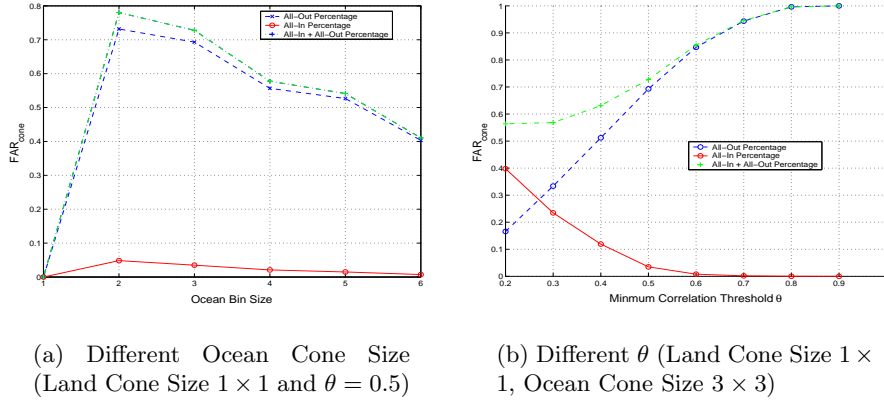 0.8
0.7
0.6
0.5
0.4
0.3
0.2
0.1
0
FAR_cone
1 2 3 4 5 6
Ocean Bin Size
All-Out Percentage
All-In Percentage
All-In + All-Out Percentage
1
0.9
0.8
0.7
0.6
0.5
0.4
0.3
0.2
0.1
0
FAR_cone
0.2 0.3 0.4 0.5 0.6 0.7 0.8 0.9
Minmum Correlation Threshold θ
All-Out Percentage
All-In Percentage
All-In + All-Out Percentage
(a) Different Ocean Cone Size
(Land Cone Size 1 × 1 and θ = 0.5)
(b) Different θ (Land Cone Size 1 ×
1, Ocean Cone Size 3 × 3)